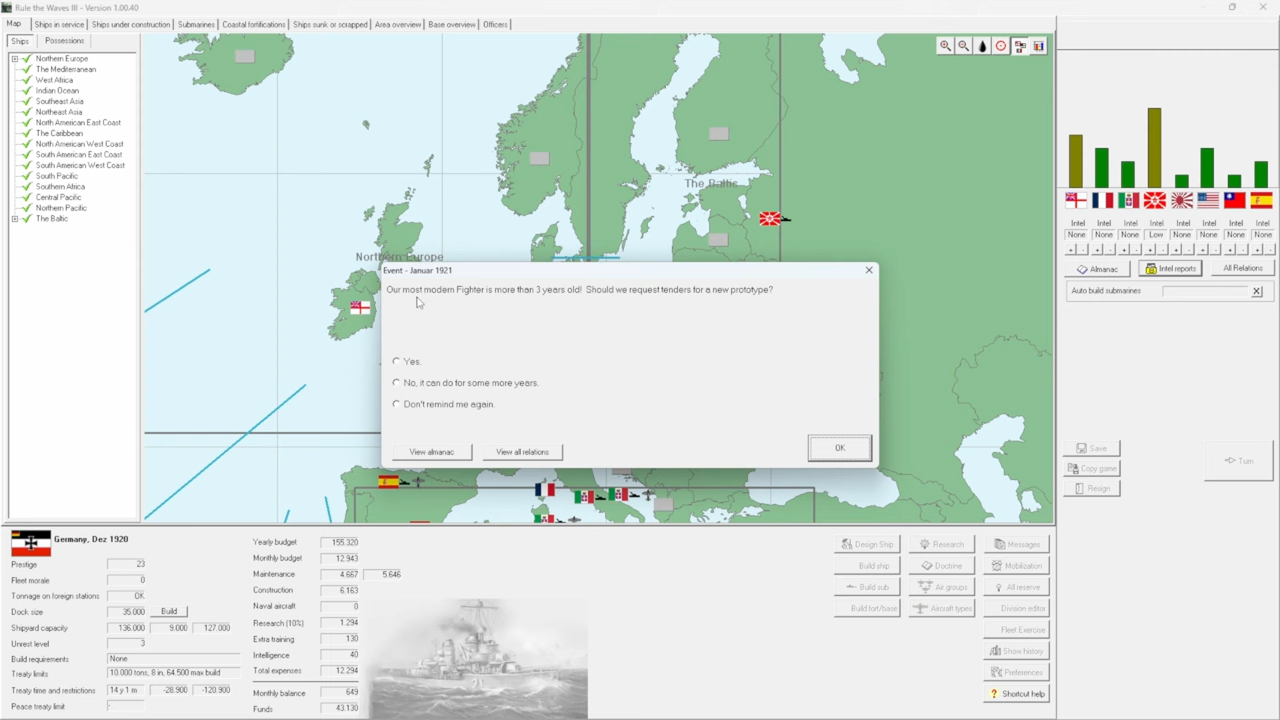 Rule the Waves III - Version 1.00.40
Map
Ships in service
Ships under construction
Submarines
Coastal fortifications
Ships sunk or scrapped
Area overview
Base overview
Officers
Ships
Possessions
Northern Europe
The Mediterranean
West Africa
Indian Ocean
Southeast Asia
Northeast Asia
North American East Coast
The Caribbean
North American West Coast
South American East Coast
South American West Coast
South Pacific
Southern Africa
Central Pacific
Northern Pacific
The Baltic
The Baltic
Northern Europe
Event - Januar 1921
Our most modern Fighter is more than 3 years old! Should we request tenders for a new prototype?
Yes.
No, it can do for some more years.
Don't remind me again.
View almanac
View all relations
OK
Intel Intel Intel Intel Intel Intel Intel Intel
None None None Low None None None None
+ - + - + - + - + - + - + - + -
Almanac
Intel reports
All Relations
Auto build submarines
Save
Copy game
Resign
Turn
Germany, Dez 1920
Prestige 23
Fleet morale 0
Tonnage on foreign stations OK
Dock size 35.000 Build
Shipyard capacity 136.000 9.000 127.000
Unrest level 3
Build requirements None
Treaty limits 10.000 tons, 8 in, 64.500 max build
Treaty time and restrictions 14 y 1 m -28.900 -120.900
Peace treaty limit -
Yearly budget 155.320
Monthly budget 12.943
Maintenance 4.667 5.646
Construction 6.163
Naval aircraft 0
Research (10%) 1.294
Extra training 130
Intelligence 40
Total expenses 12.294
Monthly balance 649
Funds 43.130
Design Ship
Research
Messages
Build ship
Doctrine
Mobilization
Build sub
Air groups
All reserve
Build fort/base
Aircraft types
Division editor
Fleet Exercise
Show history
Preferences
Shortcut help